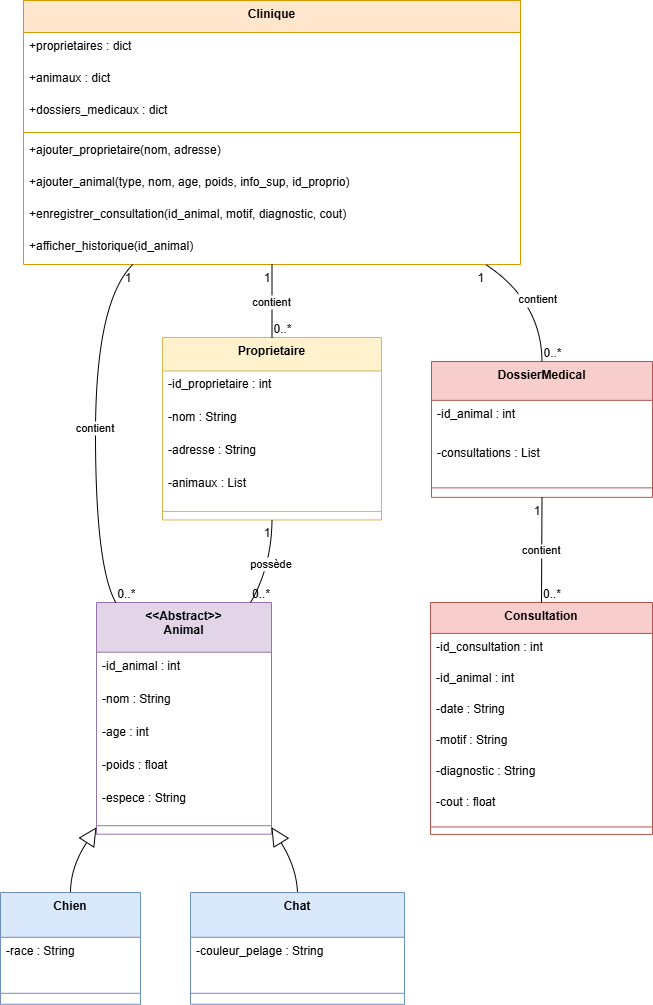 Clinique
+proprietaires : dict
+animaux : dict
+dossiers_medicaux : dict
+ajouter_proprietaire(nom, adresse)
+ajouter_animal(type, nom, age, poids, info_sup, id_proprio)
+enregistrer_consultation(id_animal, motif, diagnostic, cout)
+afficher_historique(id_animal)
1
1
1
contient
contient
0..*
0..*
Proprietaire
-id_proprietaire : int
-nom : String
-adresse : String
-animaux : List
DossierMedical
-id_animal : int
-consultations : List
contient
1
1
possède
contient
0..*
0..*
0..*
<<Abstract>>
Animal
-id_animal : int
-nom : String
-age : int
-poids : float
-espece : String
Consultation
-id_consultation : int
-id_animal : int
-date : String
-motif : String
-diagnostic : String
-cout : float
Chien
-race : String
Chat
-couleur_pelage : String